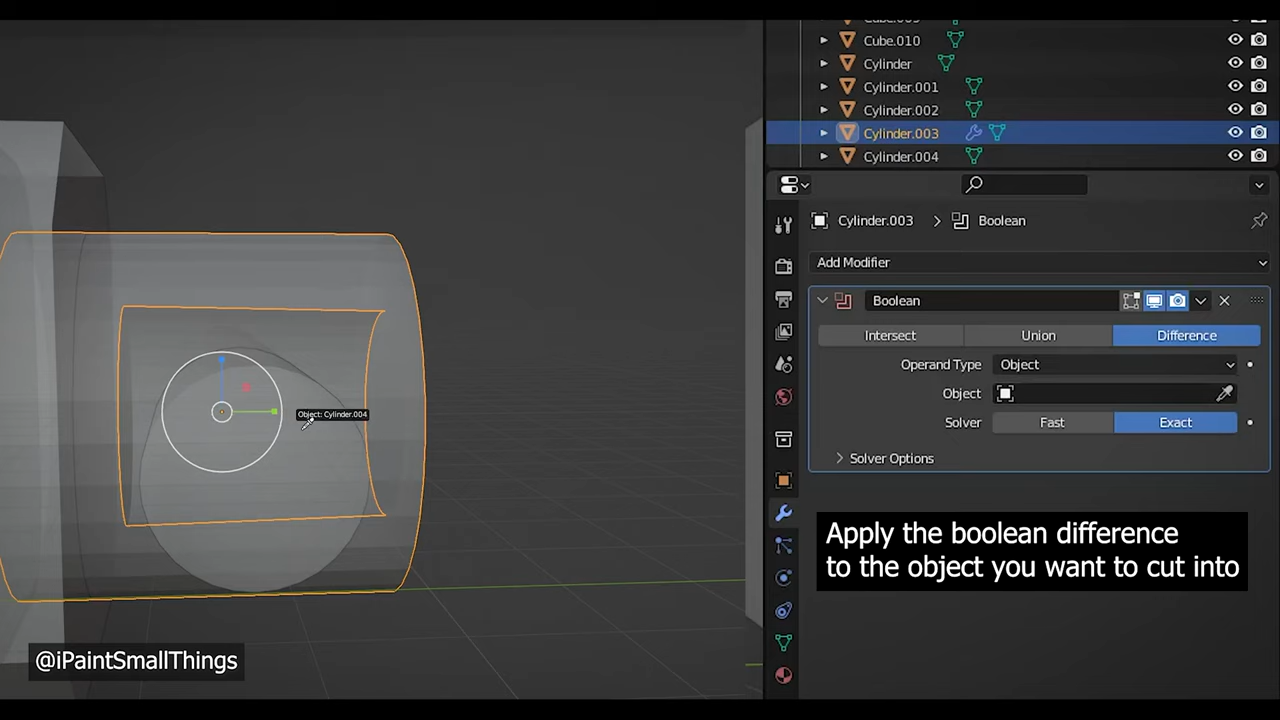 Cube.010
Cylinder
Cylinder.001
Cylinder.002
Cylinder.003
Cylinder.004
Cylinder.003 > Boolean
Add Modifier
Boolean
Intersect Union Difference
Operand Type Object
Object
Object: Cylinder.004
Solver Fast Exact
Solver Options
Apply the boolean difference
to the object you want to cut into
@iPaintSmallThings